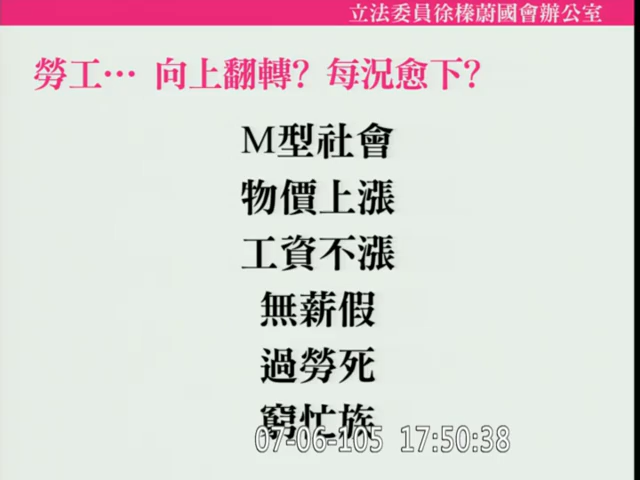 立法委員徐榛蔚國會辦公室
勞工… 向上翻轉? 每況愈下?
M型社會
物價上漲
工資不漲
無薪假
過勞死
窮忙族
07-06-105 17:50:38